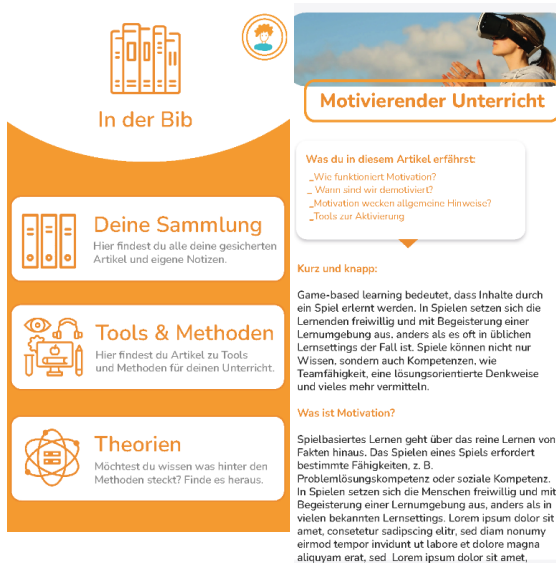 In der Bib
Deine Sammlung
Hier findest du alle deine gesicherten
Artikel und eigene Notizen.
Tools & Methoden
Hier findest du Artikel zu Tools
und Methoden für deinen Unterricht.
Theorien
Möchtest du wissen was hinter den
Methoden steckt? Finde es heraus.
Motivierender Unterricht
Was du in diesem Artikel erfährst:
_Wie funktioniert Motivation?
_ Wann sind wir demotiviert?
_Motivation wecken allgemeine Hinweise?
_Tools zur Aktivierung
Kurz und knapp:
Game-based learning bedeutet, dass Inhalte durch
ein Spiel erlernt werden. In Spielen setzen sich die
Lernenden freiwillig und mit Begeisterung einer
Lernumgebung aus, anders als es oft in üblichen
Lernsettings der Fall ist. Spiele können nicht nur
Wissen, sondern auch Kompetenzen, wie
Teamfähigkeit, eine lösungsorientierte Denkweise
und vieles mehr vermitteln.
Was ist Motivation?
Spielbasiertes Lernen geht über das reine Lernen von
Fakten hinaus. Das Spielen eines Spiels erfordert
bestimmte Fähigkeiten, z. B.
Problemlösungskompetenz oder soziale Kompetenz.
In Spielen setzen sich die Menschen freiwillig und mit
Begeisterung einer Lernumgebung aus, anders als in
vielen bekannten Lernsettings. Lorem ipsum dolor sit
amet, consetetur sadipscing elitr, sed diam nonumy
eirmod tempor invidunt ut labore et dolore magna
aliquyam erat, sed  Lorem ipsum dolor sit amet,